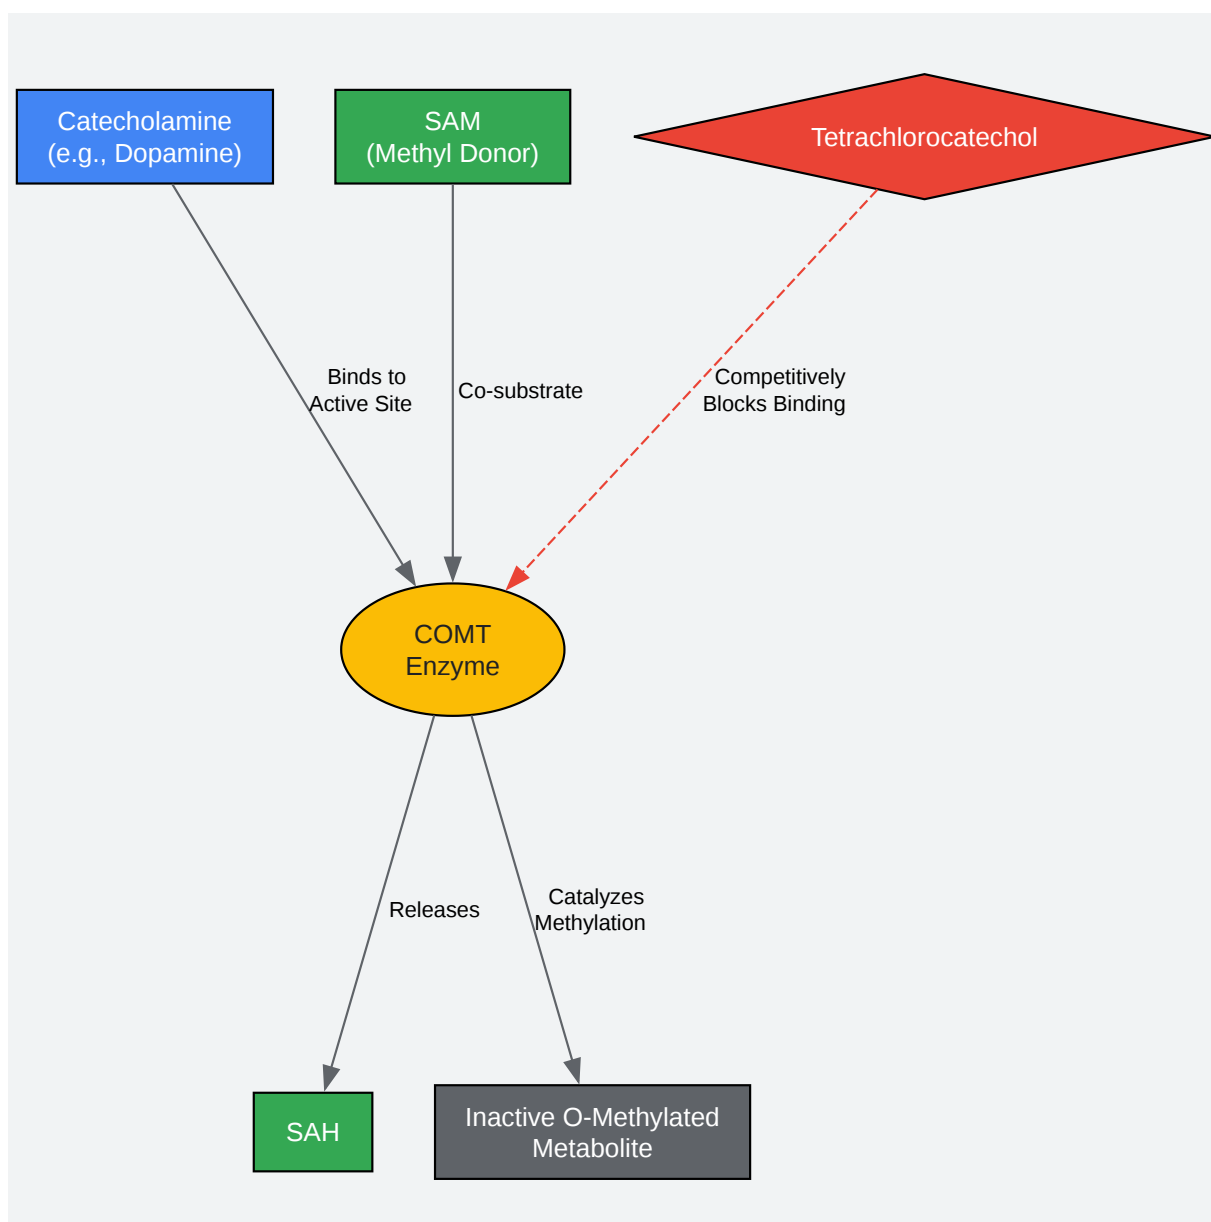 Catecholamine
(e.g., Dopamine)
SAM
(Methyl Donor)
Tetrachlorocatechol
Binds to
Active Site
Co-substrate
Competitively
Blocks Binding
COMT
Enzyme
Releases
Catalyzes
Methylation
SAH
Inactive O-Methylated
Metabolite